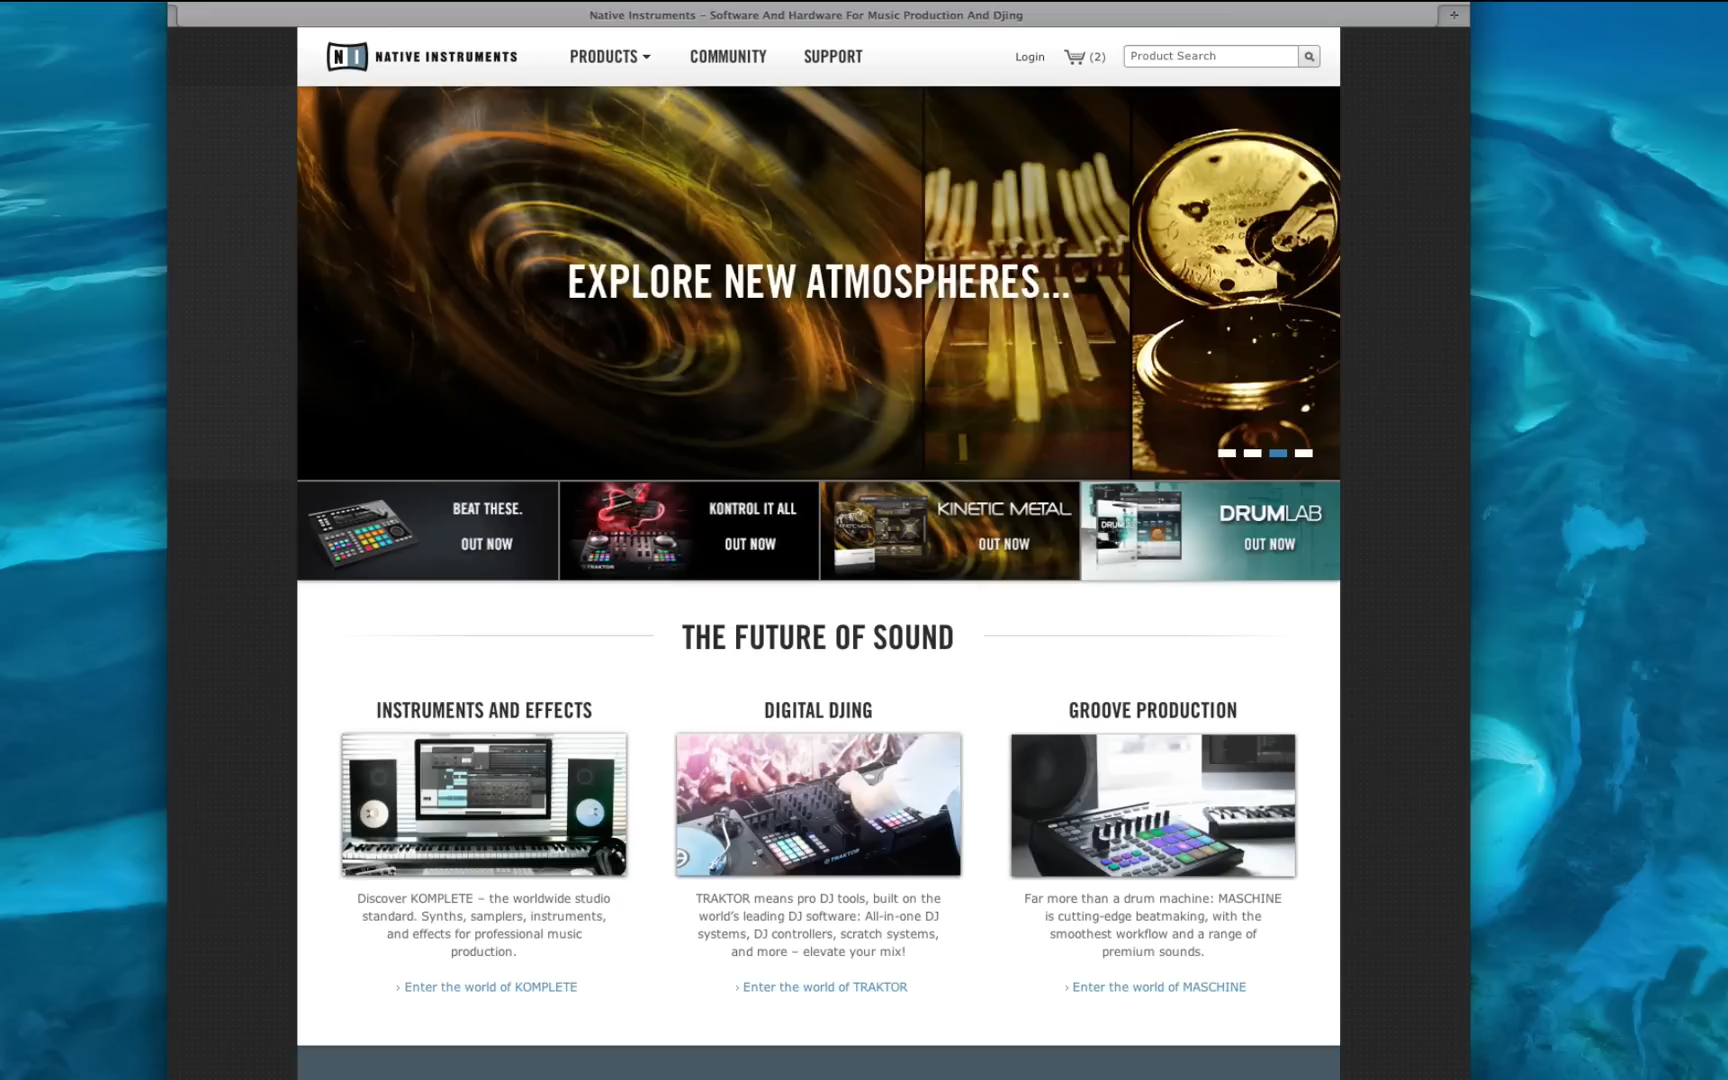 Native Instruments – Software And Hardware For Music Production And Djing
+
NI NATIVE INSTRUMENTS
PRODUCTS
COMMUNITY
SUPPORT
Login
(2)
Product Search
EXPLORE NEW ATMOSPHERES...
BEAT THESE.
OUT NOW
KONTROL IT ALL
OUT NOW
TRAKTOR
KINETIC METAL
OUT NOW
DRUMLAB
OUT NOW
THE FUTURE OF SOUND
INSTRUMENTS AND EFFECTS
Discover KOMPLETE – the worldwide studio
standard. Synths, samplers, instruments,
and effects for professional music
production.
› Enter the world of KOMPLETE
DIGITAL DJING
TRAKTOR
TRAKTOR means pro DJ tools, built on the
world's leading DJ software: All-in-one DJ
systems, DJ controllers, scratch systems,
and more – elevate your mix!
› Enter the world of TRAKTOR
GROOVE PRODUCTION
Far more than a drum machine: MASCHINE
is cutting-edge beatmaking, with the
smoothest workflow and a range of
premium sounds.
› Enter the world of MASCHINE